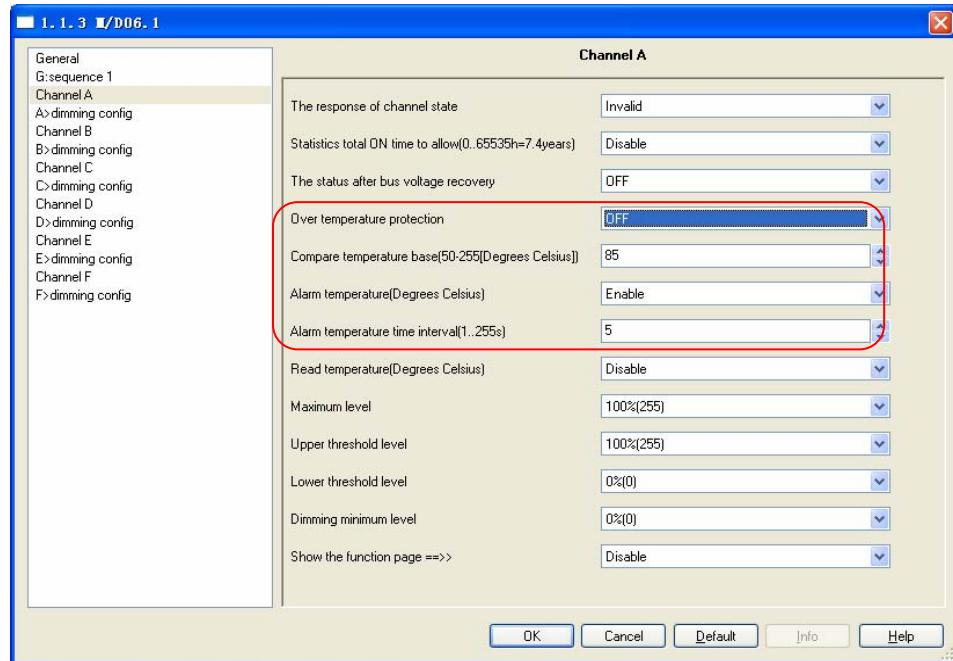 1.1.3 M/D06.1
General
G:sequence 1
Channel A
A>dimming config
Channel B
B>dimming config
Channel C
C>dimming config
Channel D
D>dimming config
Channel E
E>dimming config
Channel F
F>dimming config
Channel A
The response of channel state Invalid
Statistics total ON time to allow(0..65535h=7.4years) Disable
The status after bus voltage recovery OFF
Over temperature protection OFF
Compare temperature base(50-255[Degrees Celsius]) 85
Alarm temperature(Degrees Celsius) Enable
Alarm temperature time interval(1..255s) 5
Read temperature(Degrees Celsius) Disable
Maximum level 100%(255)
Upper threshold level 100%(255)
Lower threshold level 0%(0)
Dimming minimum level 0%(0)
Show the function page ==>> Disable
OK Cancel Default Info Help